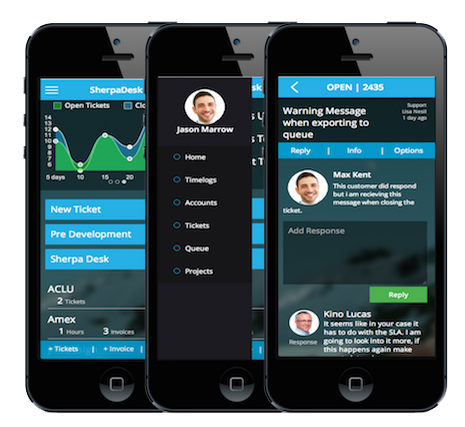 SherpaDesk
Open Tickets
Clo
14
13
12
11
10
9
8
7
6
5 days
10
15
20
New Ticket
Pre Development
Sherpa Desk
ACLU
2 Tickets
Amex
1 Hours 3 Invoices
+ Tickets | + Invoice |
Jason Marrow
Home
Timelogs
Accounts
Tickets
Queue
Projects
OPEN | 2435
Warning Message
when exporting to
queue
Support
Lisa Nesil
1 day ago
Reply | Info | Options
Max Kent
This customer did respond
but i am recieving this
message when closing the
ticket.
Add Response
Reply
Kino Lucas
Response
It seems like in your case it
has to do with the SLA. I am
going to look into it more, if
this happens again make